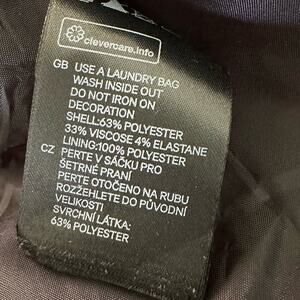 clevercare.info
GB USE A LAUNDRY BAG
WASH INSIDE OUT
DO NOT IRON ON
DECORATION
SHELL:63% POLYESTER
33% VISCOSE 4% ELASTANE
LINING:100% POLYESTER
CZ PERTE V SÁČKU PRO
ŠETRNÉ PRANÍ
PERTE OTOČENO NA RUBU
ROZŽEHLETE DO PŮVODNÍ
VELIKOSTI
SVRCHNÍ LÁTKA:
63% POLYESTER